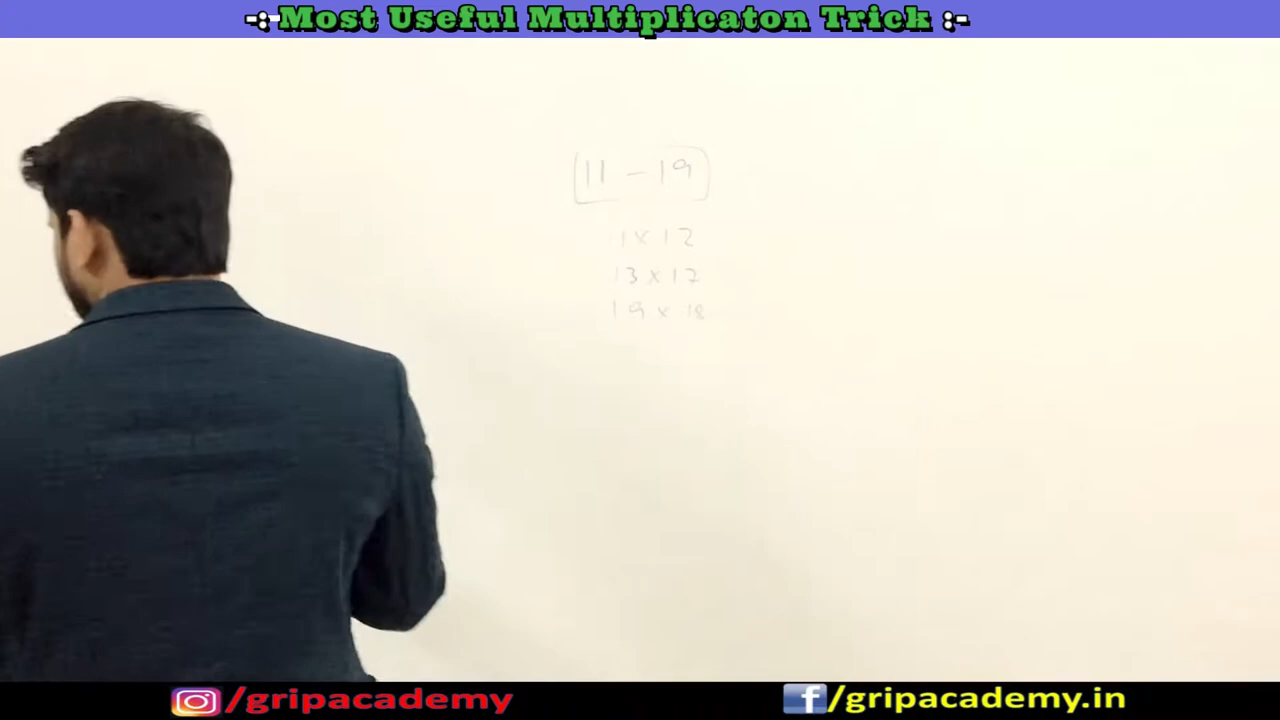 -:-Most Useful Multiplicaton Trick :-
11 - 19
11 x 12
13 x 12
19 x 18
/gripacademy
f /gripacademy.in